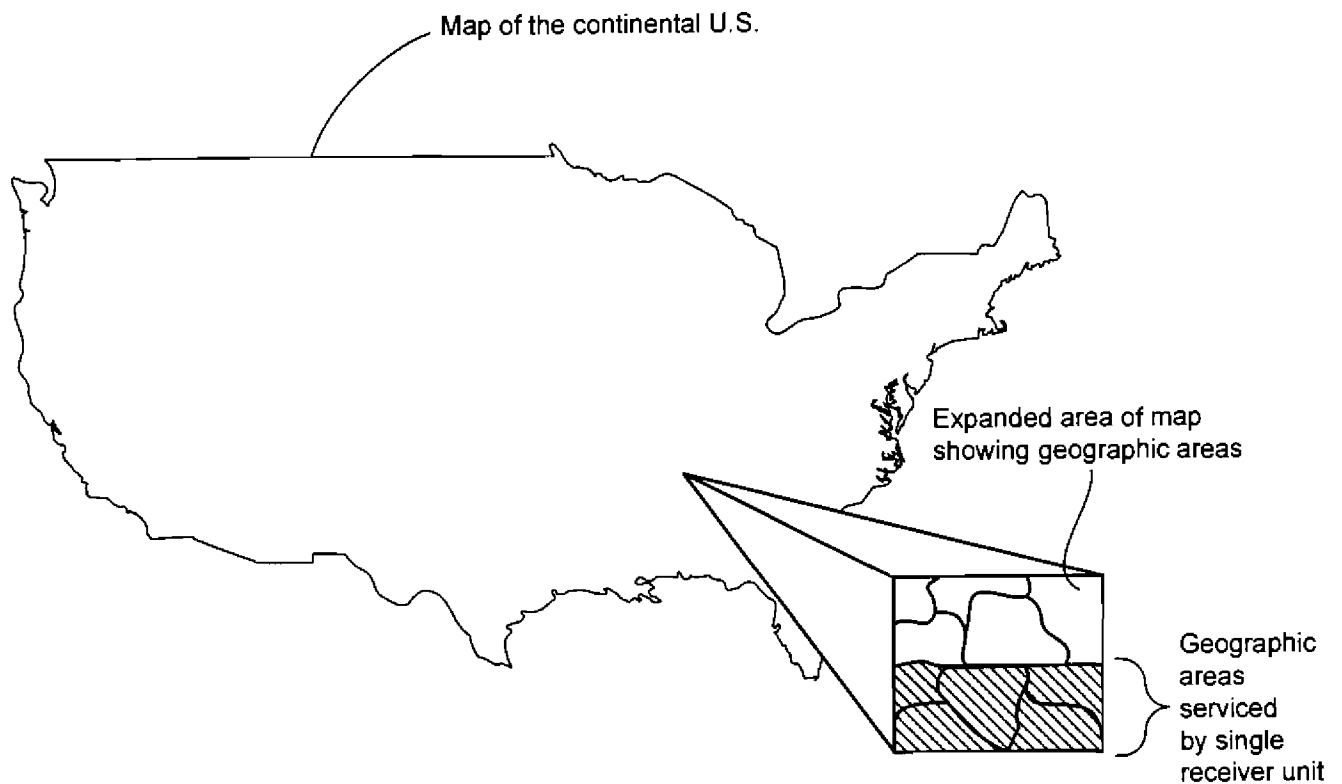 Map of the continental U.S.
Expanded area of map
showing geographic areas
Geographic
areas
serviced
by single
receiver unit